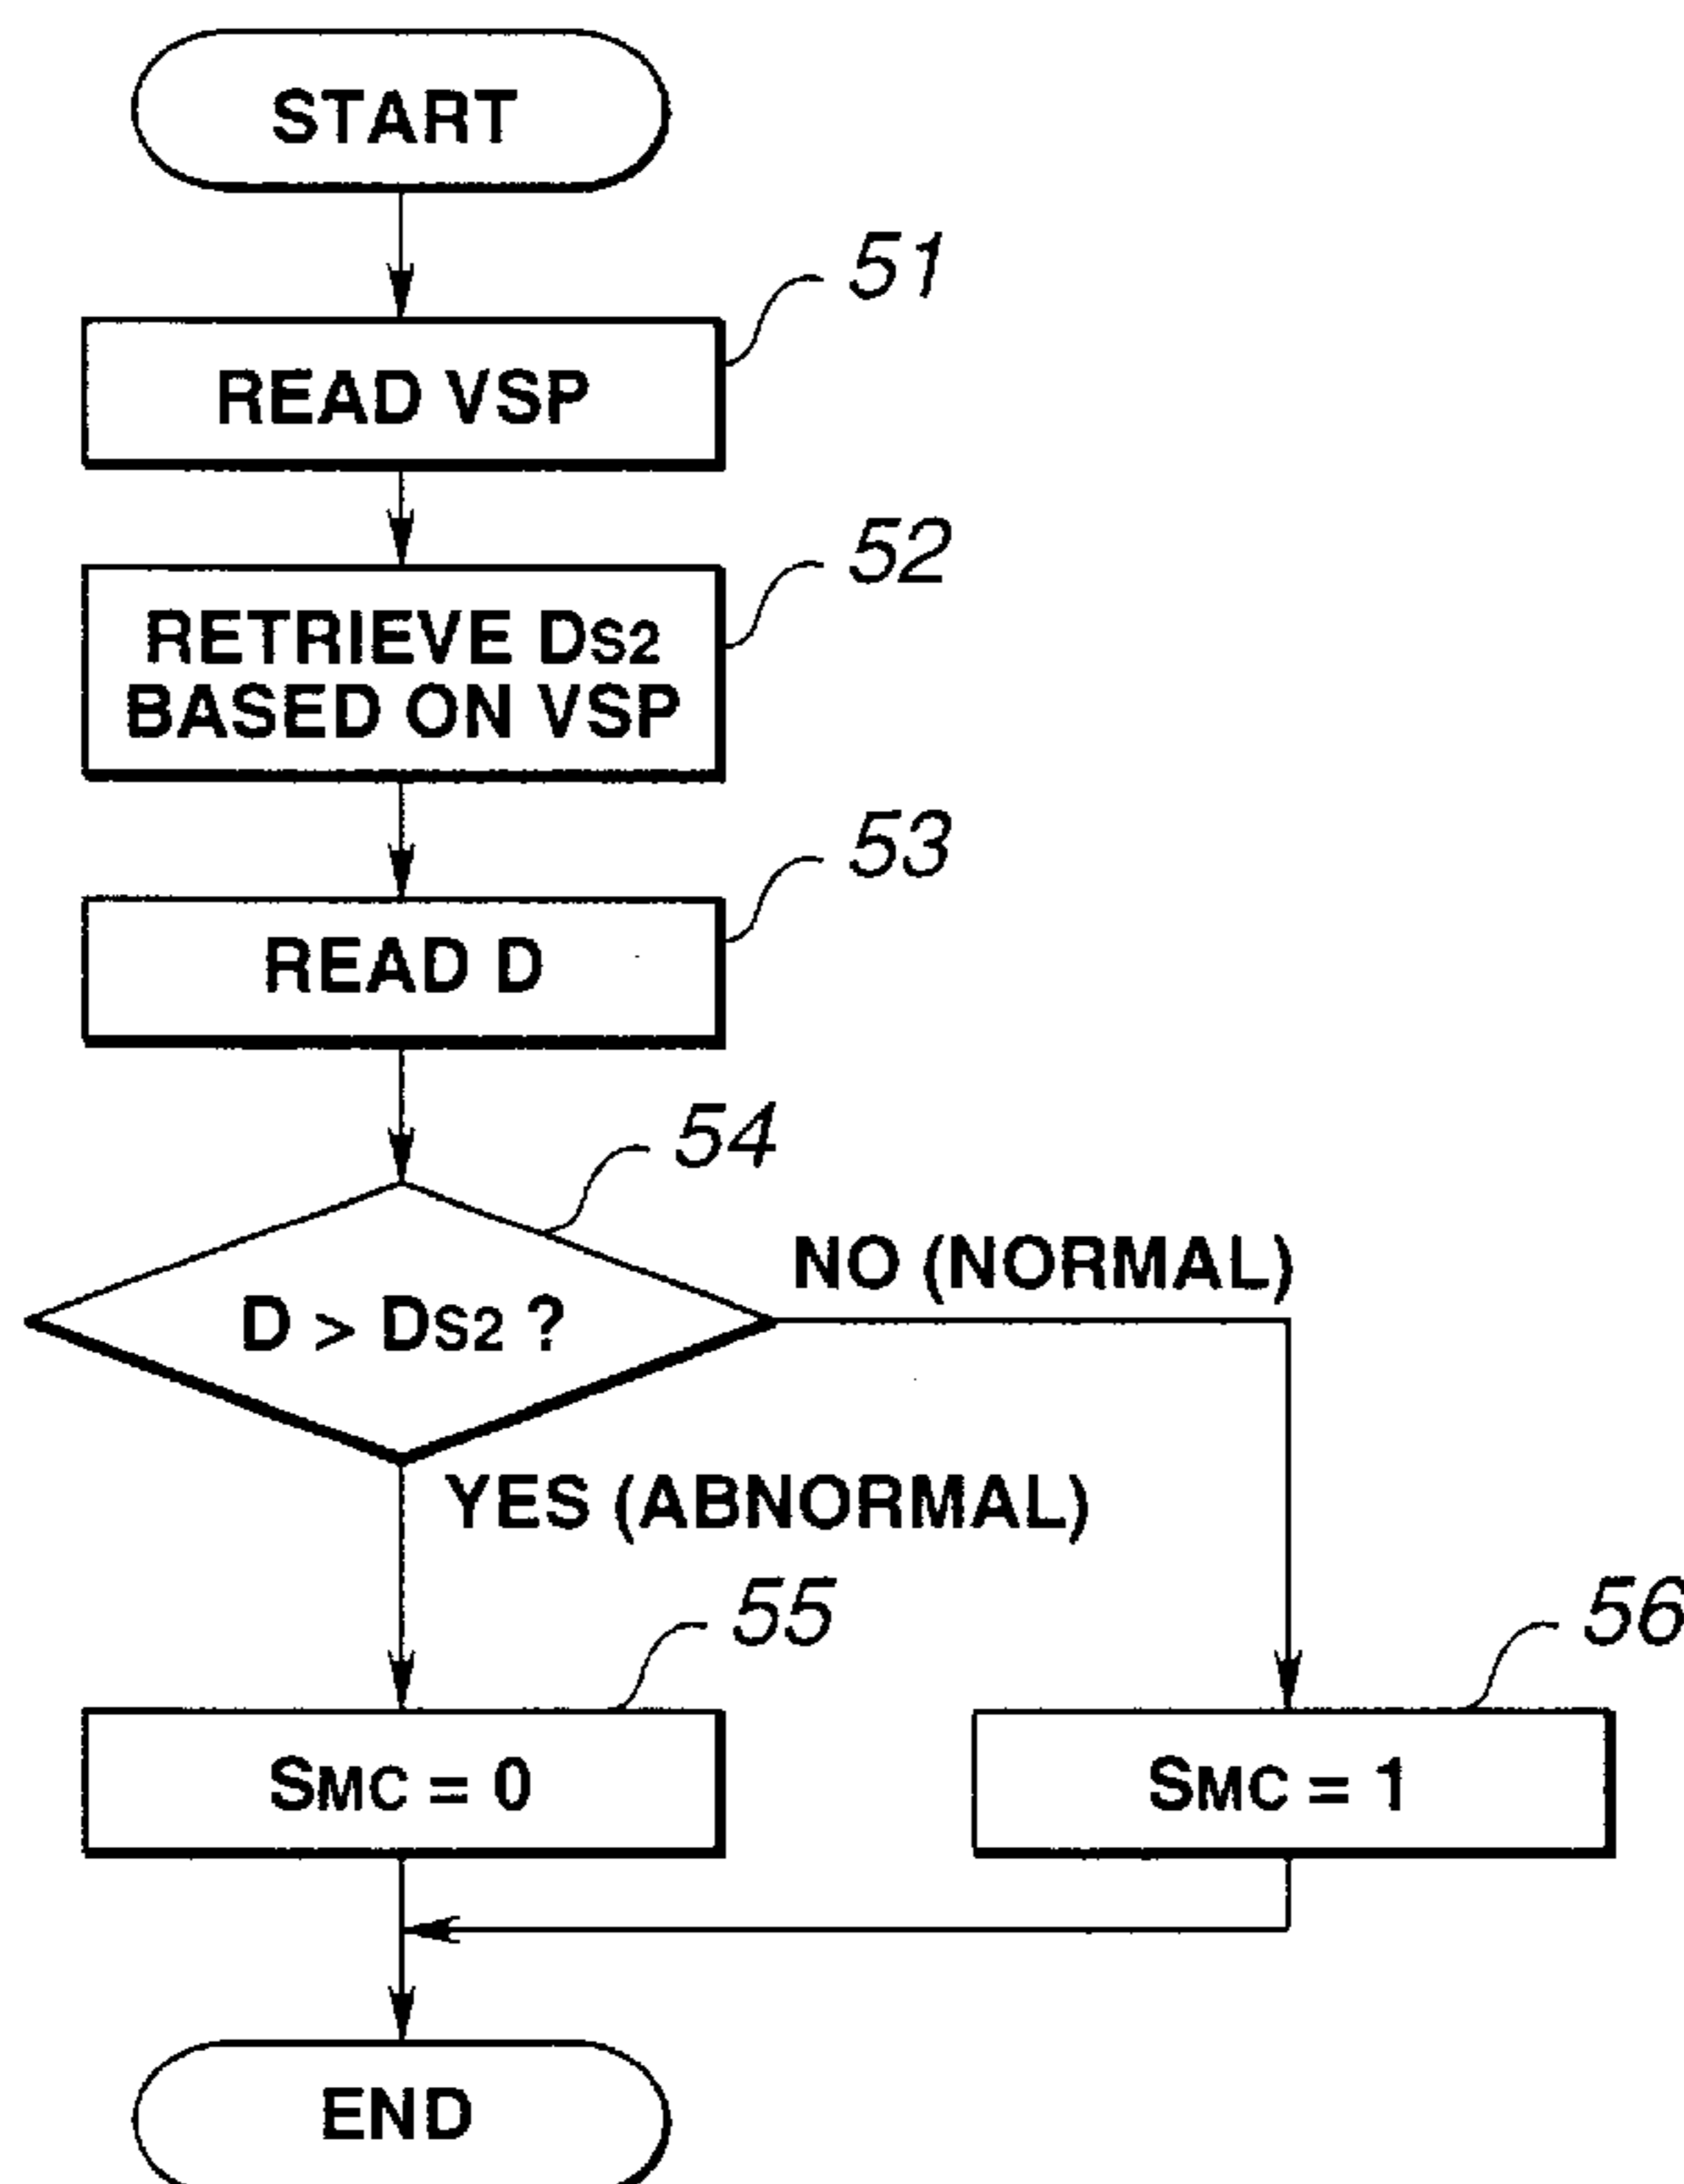 START
51
READ VSP
52
RETRIEVE DS2
BASED ON VSP
53
READ D
54
NO (NORMAL)
D > DS2 ?
YES (ABNORMAL)
55
56
SMC = 0
SMC = 1
END